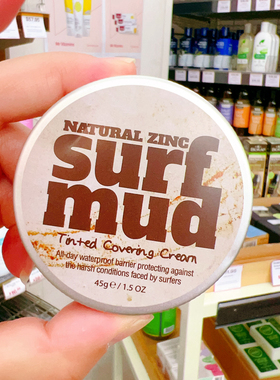 NATURAL ZINC
surf
mud
Tinted Covering Cream
All-day waterproof barrier protecting against
the harsh conditions faced by surfers
45g ℮ / 1.5 OZ